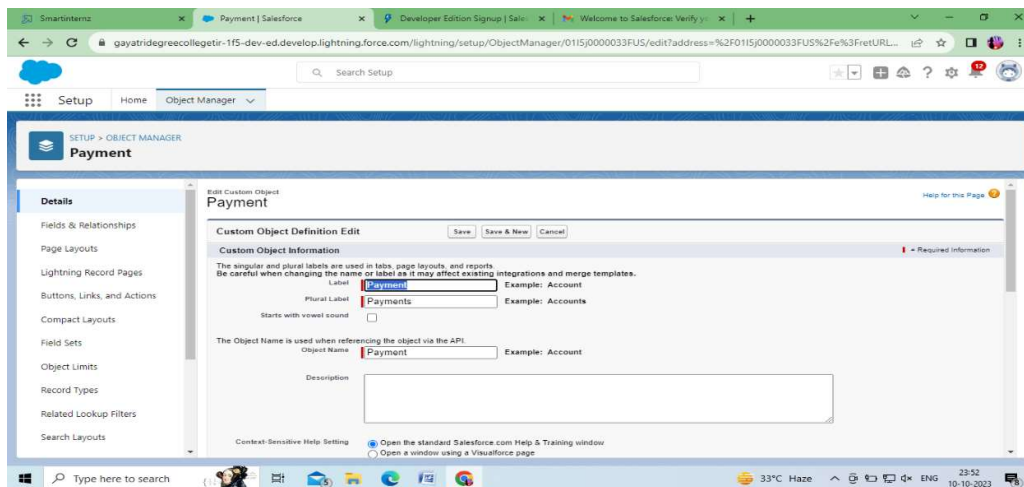 Smartinternz
Payment | Salesforce
Developer Edition Signup | Sales
Welcome to Salesforce: Verify yo
gayatridegreecollegetir-1f5-dev-ed.develop.lightning.force.com/lightning/setup/ObjectManager/01I5j0000033FUS/edit?address=%2F01I5j0000033FUS%2Fe%3FretURL...
Search Setup
12
Setup
Home
Object Manager
SETUP > OBJECT MANAGER
Payment
Details
Fields & Relationships
Page Layouts
Lightning Record Pages
Buttons, Links, and Actions
Compact Layouts
Field Sets
Object Limits
Record Types
Related Lookup Filters
Search Layouts
Edit Custom Object
Payment
Help for this Page
Custom Object Definition Edit
Save
Save & New
Cancel
Custom Object Information
= Required Information
The singular and plural labels are used in tabs, page layouts, and reports.
Be careful when changing the name or label as it may affect existing integrations and merge templates.
Label Payment Example: Account
Plural Label Payments Example: Accounts
Starts with vowel sound
The Object Name is used when referencing the object via the API.
Object Name Payment Example: Account
Description
Context-Sensitive Help Setting Open the standard Salesforce.com Help & Training window
Open a window using a Visualforce page
Type here to search
33°C Haze
ENG
23:52
10-10-2023